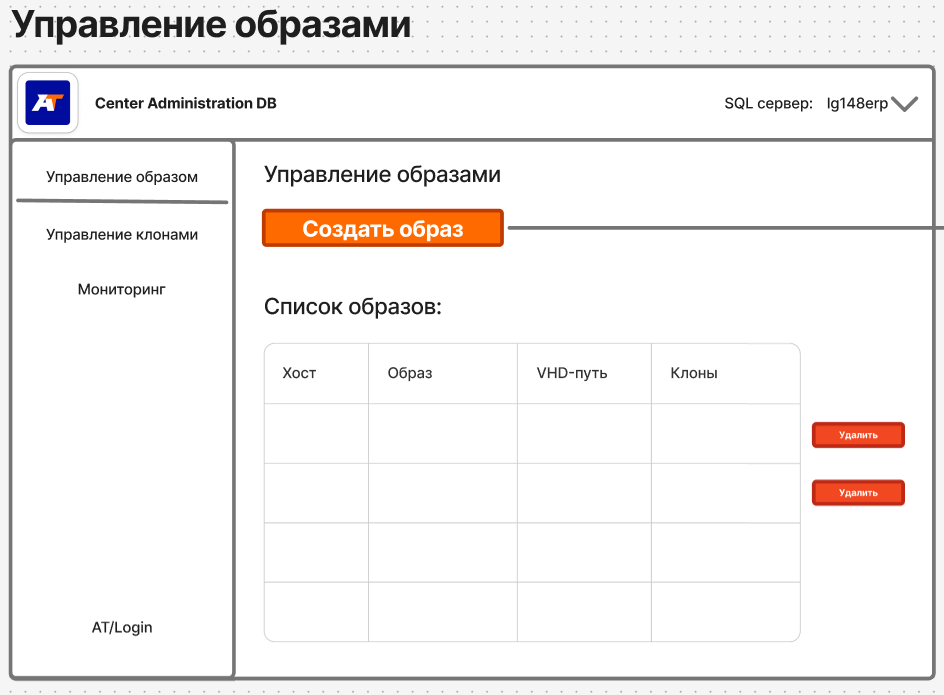 Управление образами
AT
Center Administration DB
SQL сервер: lg148erp
Управление образом
Управление клонами
Мониторинг
AT/Login
Управление образами
Создать образ
Список образов:
Хост Образ VHD-путь Клоны
Удалить
Удалить